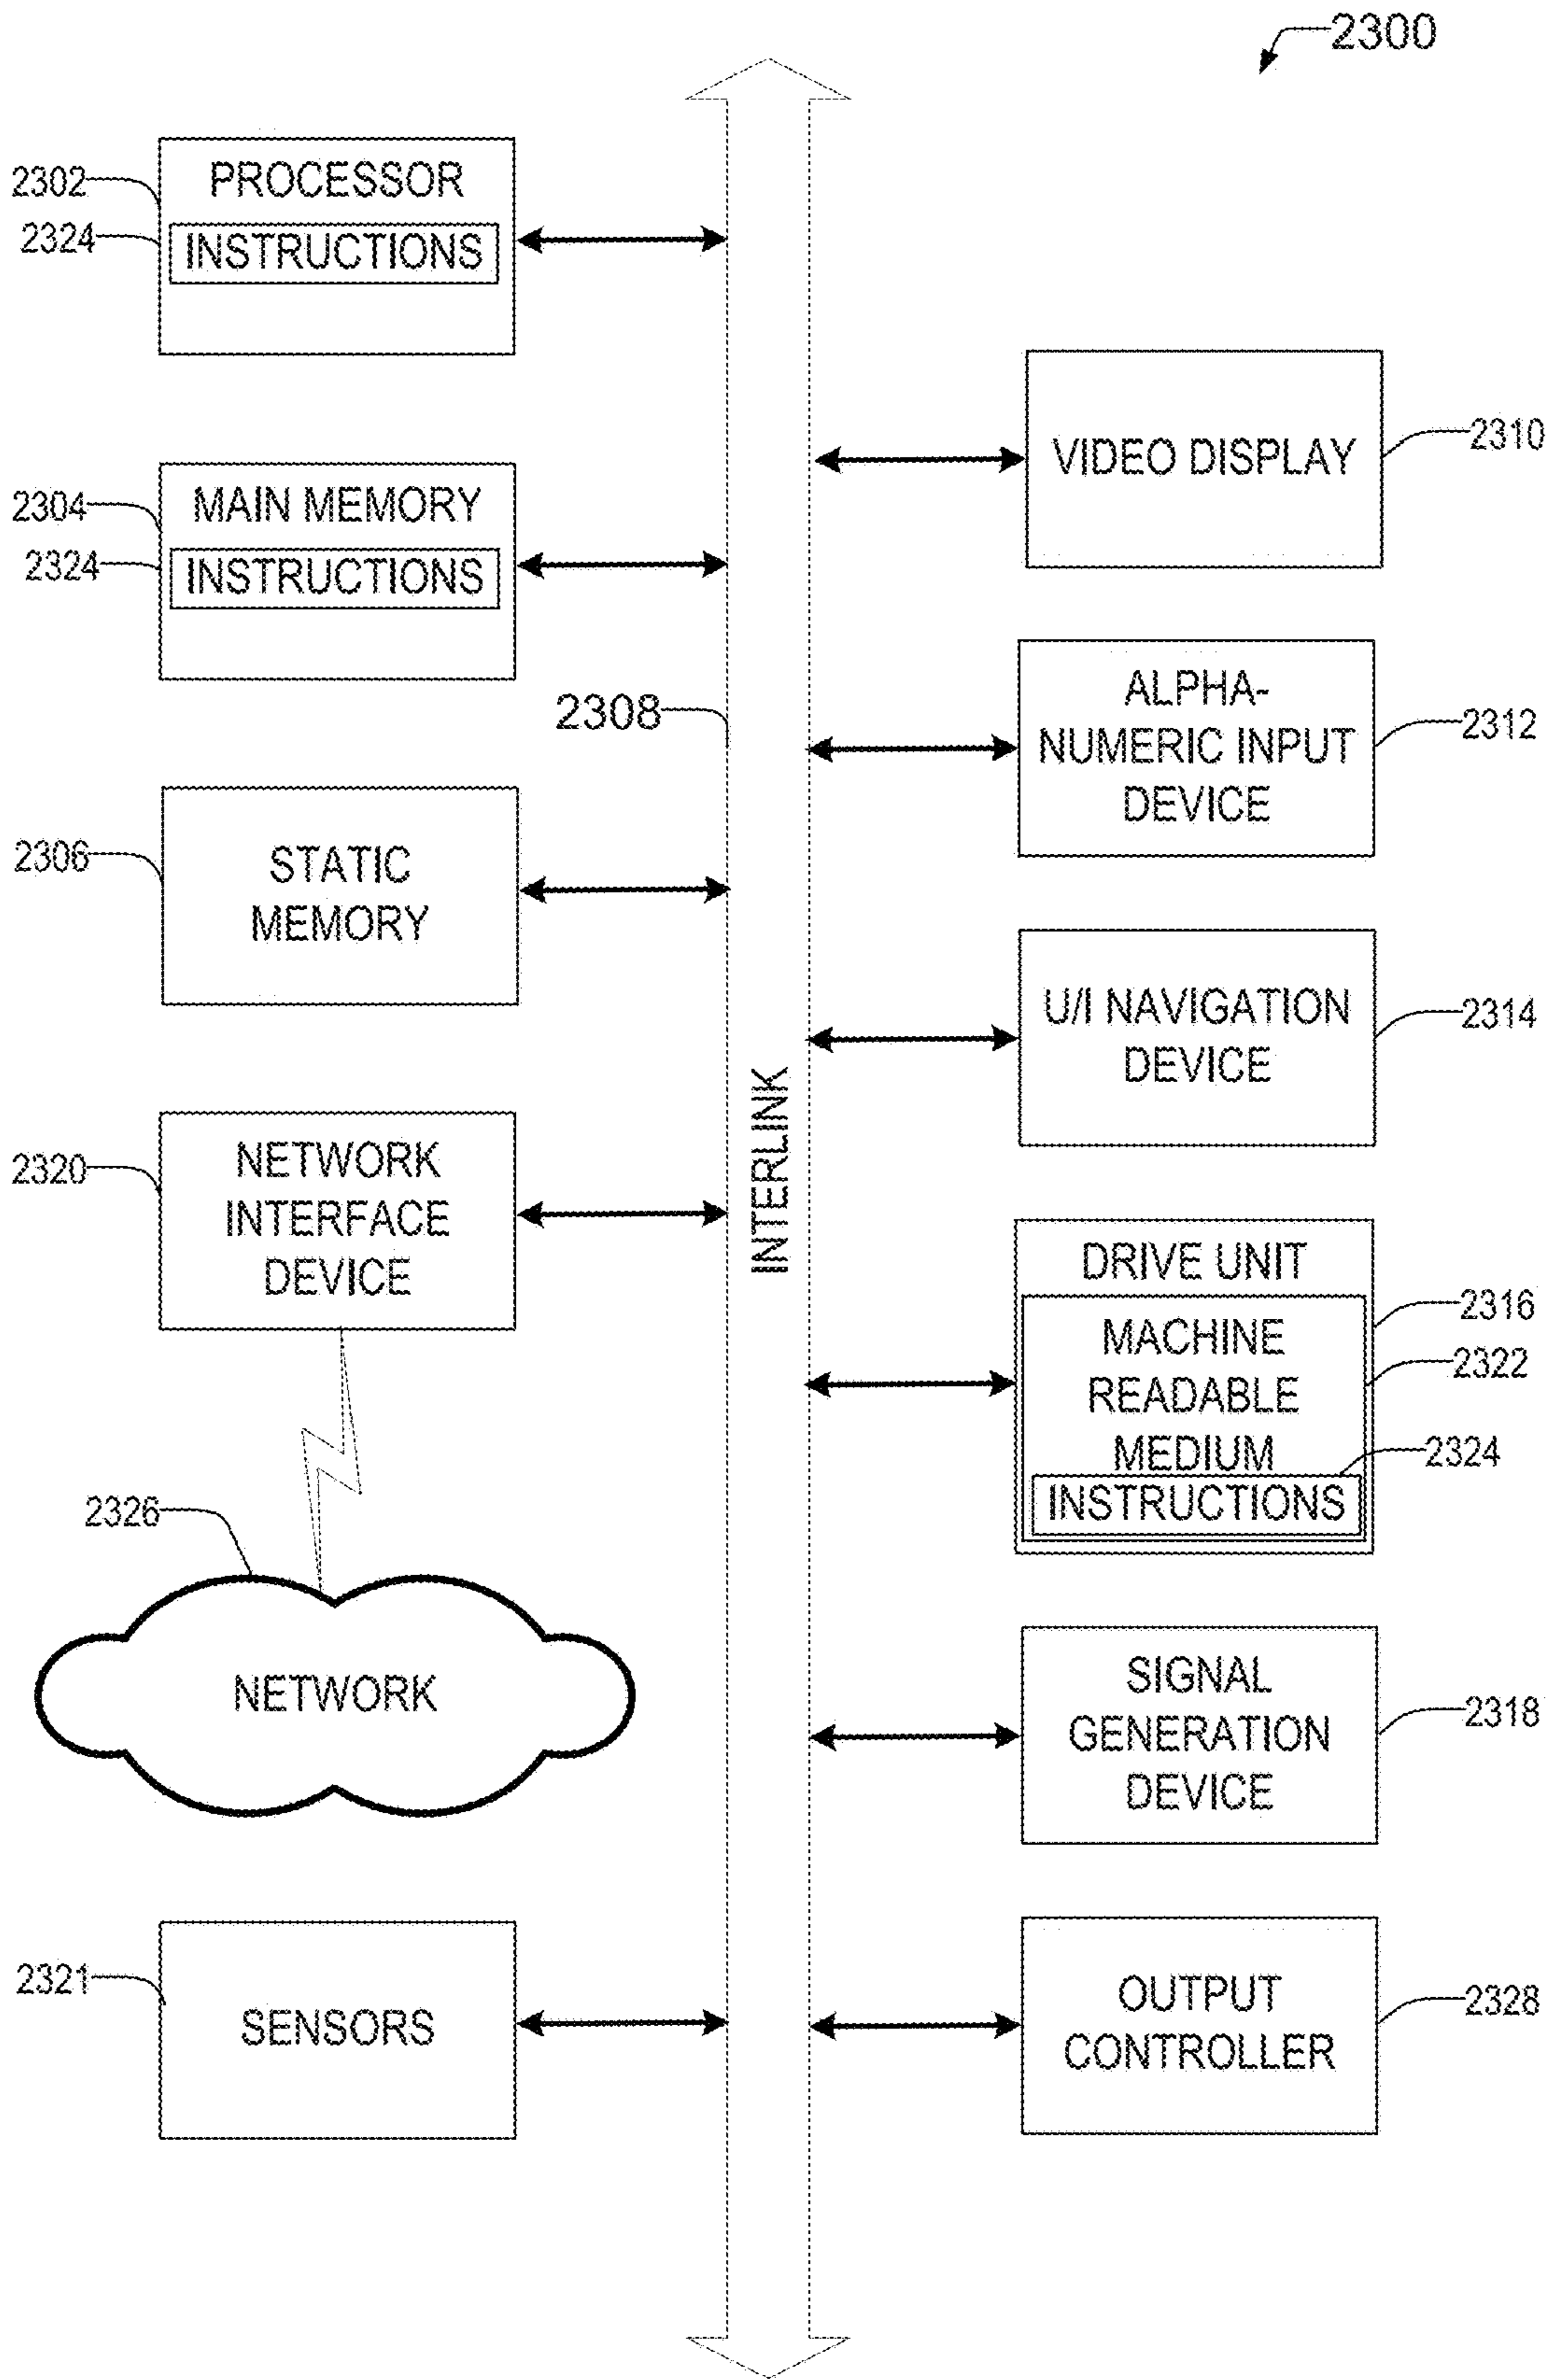 2300
2302
PROCESSOR
2324
INSTRUCTIONS
2304
MAIN MEMORY
2324
INSTRUCTIONS
2306
STATIC
MEMORY
2320
NETWORK
INTERFACE
DEVICE
2326
NETWORK
2321
SENSORS
2308
INTERLINK
VIDEO DISPLAY
2310
ALPHA-
NUMERIC INPUT
DEVICE
2312
U/I NAVIGATION
DEVICE
2314
DRIVE UNIT
2316
MACHINE
READABLE
MEDIUM
2322
2324
INSTRUCTIONS
SIGNAL
GENERATION
DEVICE
2318
OUTPUT
CONTROLLER
2328